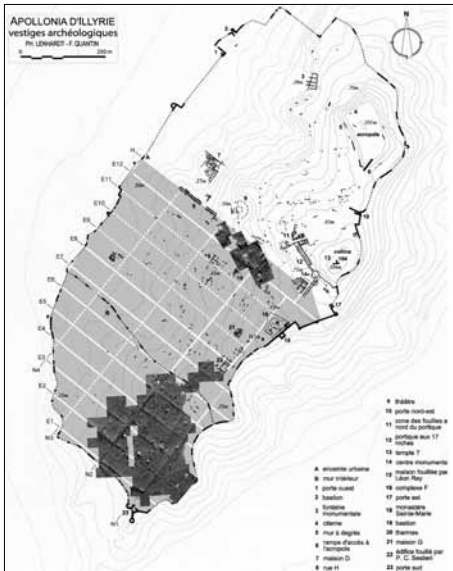 APOLLONIA D'ILLYRIE
vestiges archéologiques
PH. LENHARDT - F. QUANTIN
0 200m
N
acropole
colline
104
E12
E11
E10
E9
E8
E7
E6
E5
E4
E3
N4
E2
E1
N3
N2
N1
A enceinte urbaine
B mur intérieur
1 porte ouest
2 bastion
3 fontaine monumentale
4 citerne
5 mur à degrés
6 rampe d'accès à l'acropole
7 maison D
8 rue H
9 théâtre
10 porte nord-est
11 zone des fouilles a nord du portique
12 portique aux 17 niches
13 temple ?
14 centre monuments
15 maison fouillée par Léon Rey
16 complexe F
17 porte est
18 monastère Sainte-Marie
19 bastion
20 thermes
21 maison G
22 édifice fouillé par P. C. Sestieri
23 porte sud